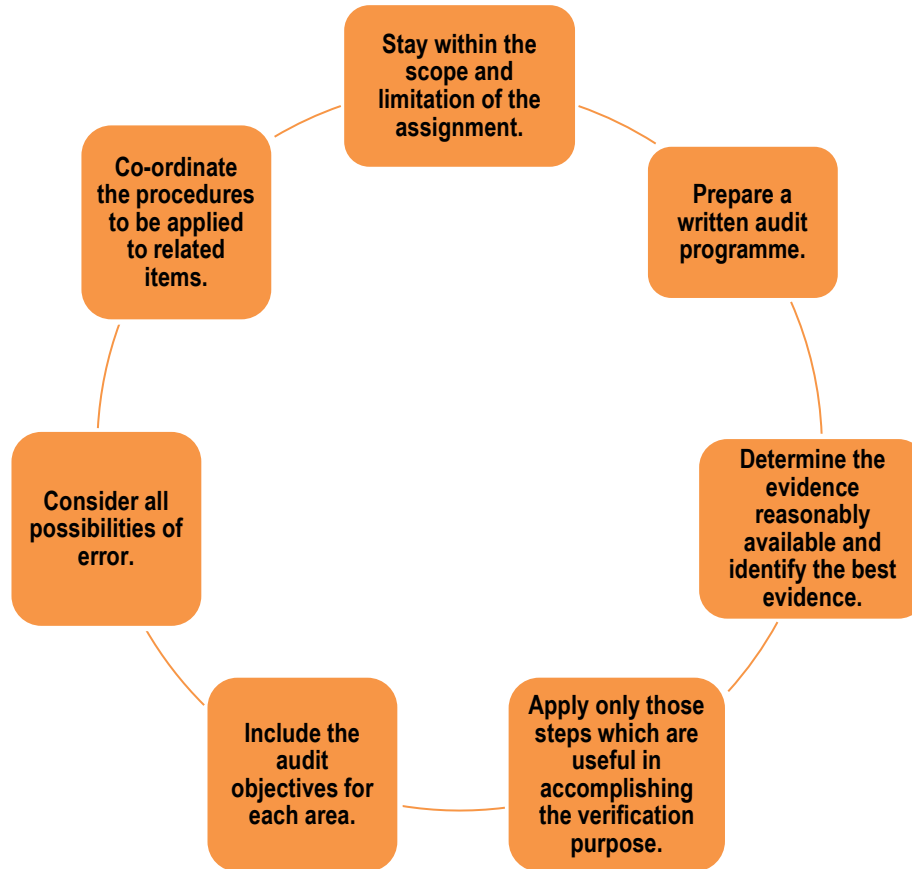 Stay within the
scope and
limitation of the
assignment.
Prepare a
written audit
programme.
Determine the
evidence
reasonably
available and
identify the best
evidence.
Apply only those
steps which are
useful in
accomplishing
the verification
purpose.
Include the
audit
objectives for
each area.
Consider all
possibilities of
error.
Co-ordinate
the procedures
to be applied
to related
items.